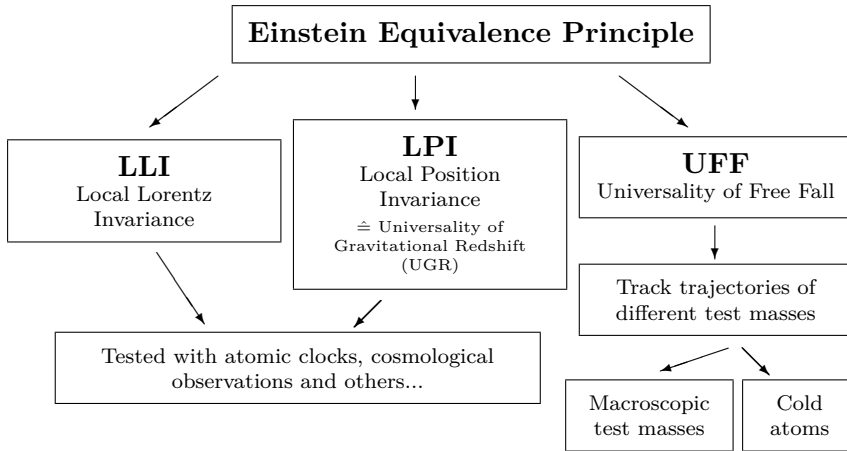 Einstein Equivalence Principle
LLI
Local Lorentz
Invariance
LPI
Local Position
Invariance
≙ Universality of
Gravitational Redshift
(UGR)
UFF
Universality of Free Fall
Track trajectories of
different test masses
Tested with atomic clocks, cosmological
observations and others...
Macroscopic
test masses
Cold
atoms